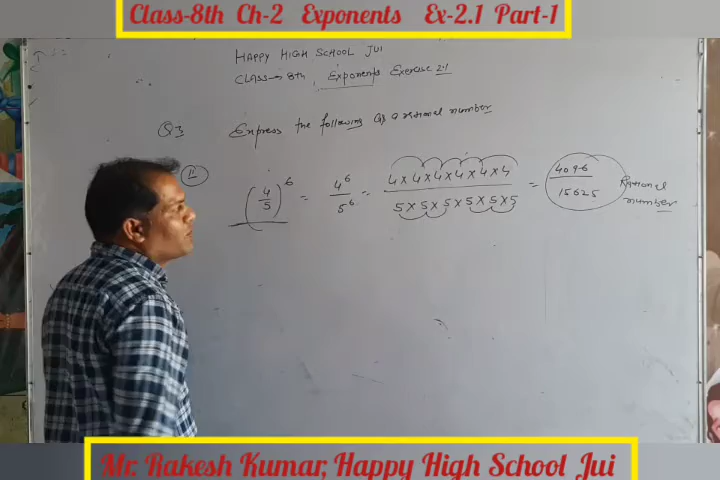 Class-8th Ch-2 Exponents Ex-2.1 Part-1
HAPPY HIGH SCHOOL JUI
CLASS → 8th, Exponents Exercise 2.1
Q3 Express the following as a rational number
II (4/5)^6 = 4^6/5^6 = 4×4×4×4×4×4/5×5×5×5×5×5 = 4096/15625 Rational number
Mr. Rakesh Kumar, Happy High School Jui